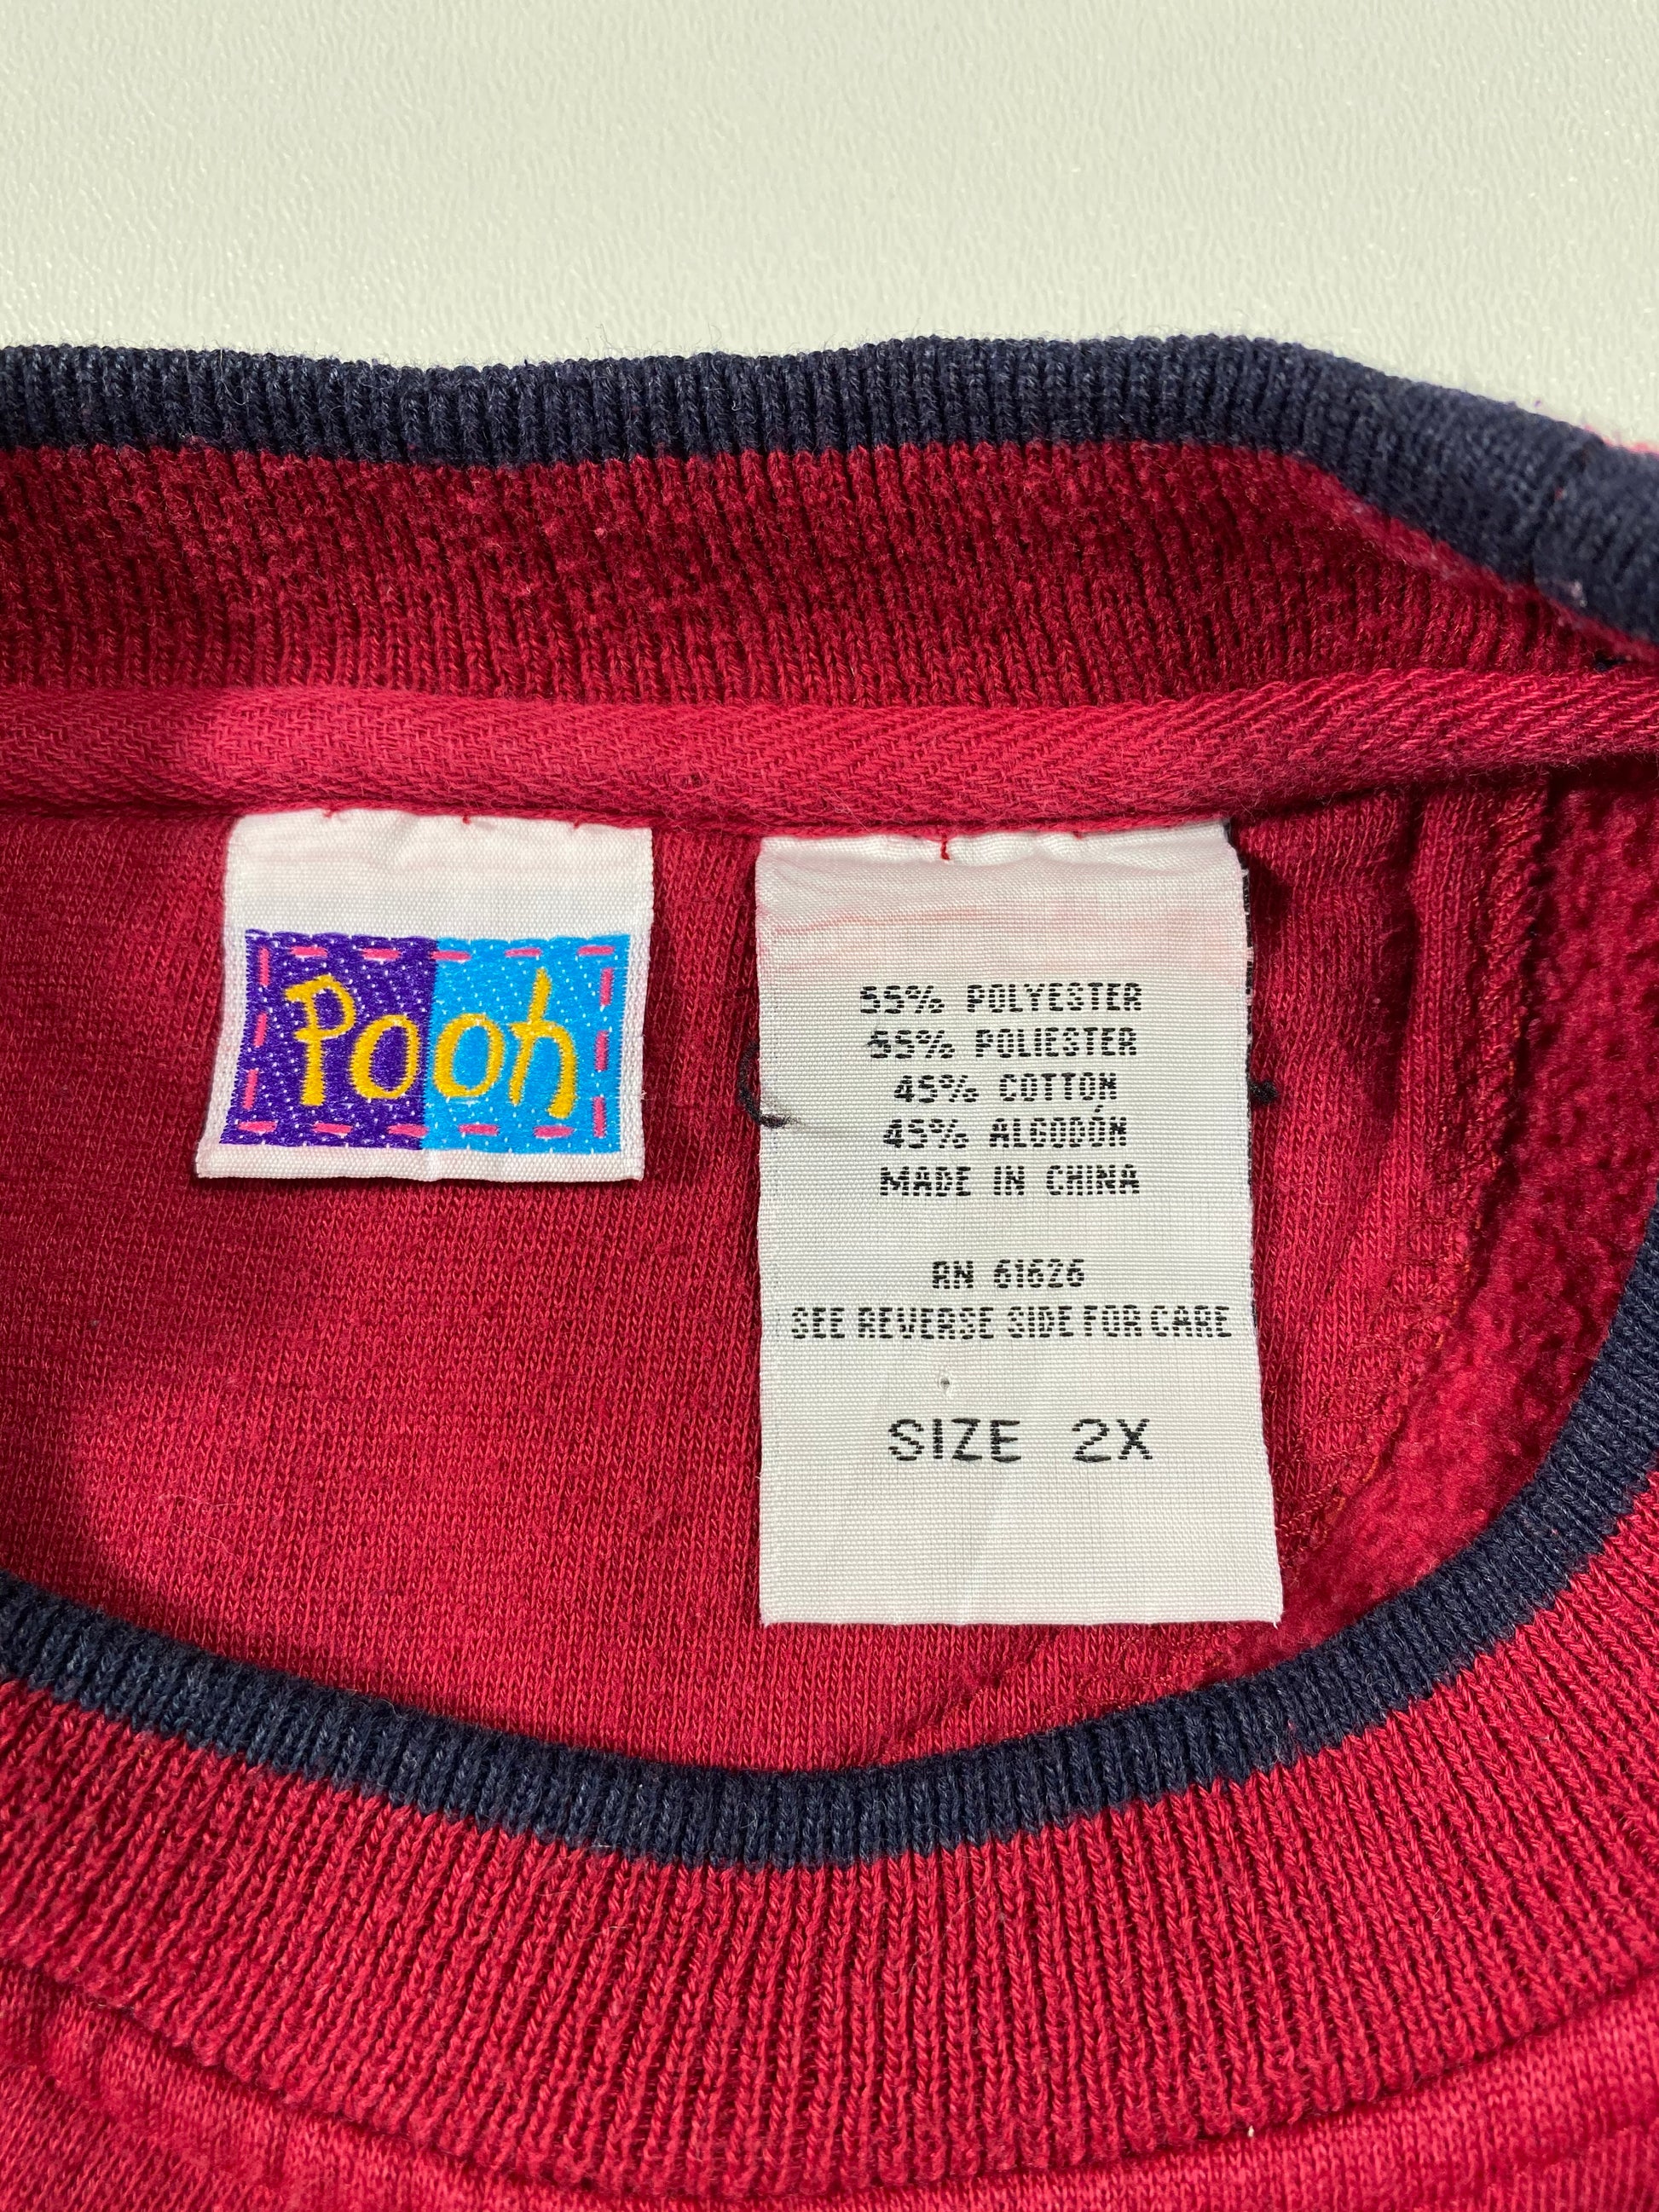 Pooh
55% POLYESTER
55% POLIESTER
45% COTTON
45% ALGODÓN
MADE IN CHINA
RN 61626
SEE REVERSE SIDE FOR CARE
SIZE 2X